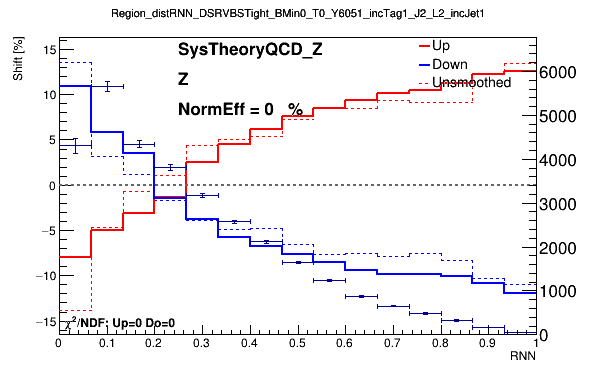 Region_distRNN_DSRVBSTight_BMin0_T0_Y6051_incTag1_J2_L2_incJet1
Shift [%]
SysTheoryQCD_Z
Z
NormEff = 0 %
Up
Down
Unsmoothed
15
10
5
0
−5
−10
−15
6000
5000
4000
3000
2000
1000
0
χ²/NDF: Up=0 Do=0
0 0.1 0.2 0.3 0.4 0.5 0.6 0.7 0.8 0.9 1
RNN